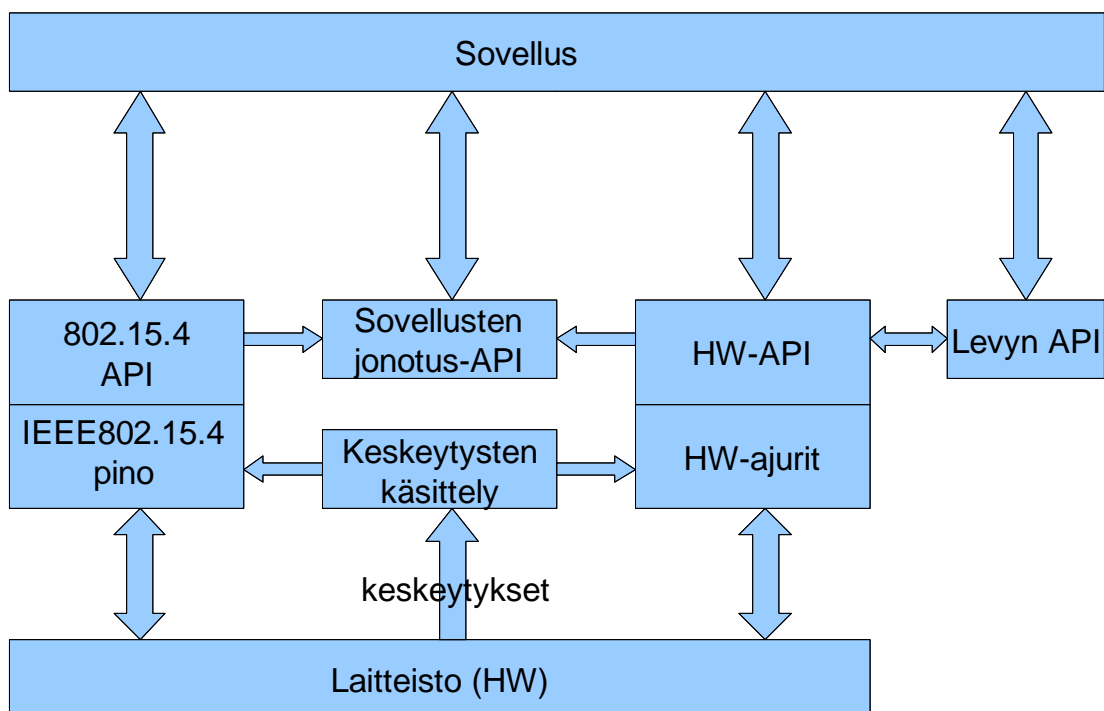 Sovellus
802.15.4
API
Sovellusten
jonotus-API
HW-API
Levyn API
IEEE802.15.4
pino
Keskeytysten
käsittely
HW-ajurit
keskeytykset
Laitteisto (HW)